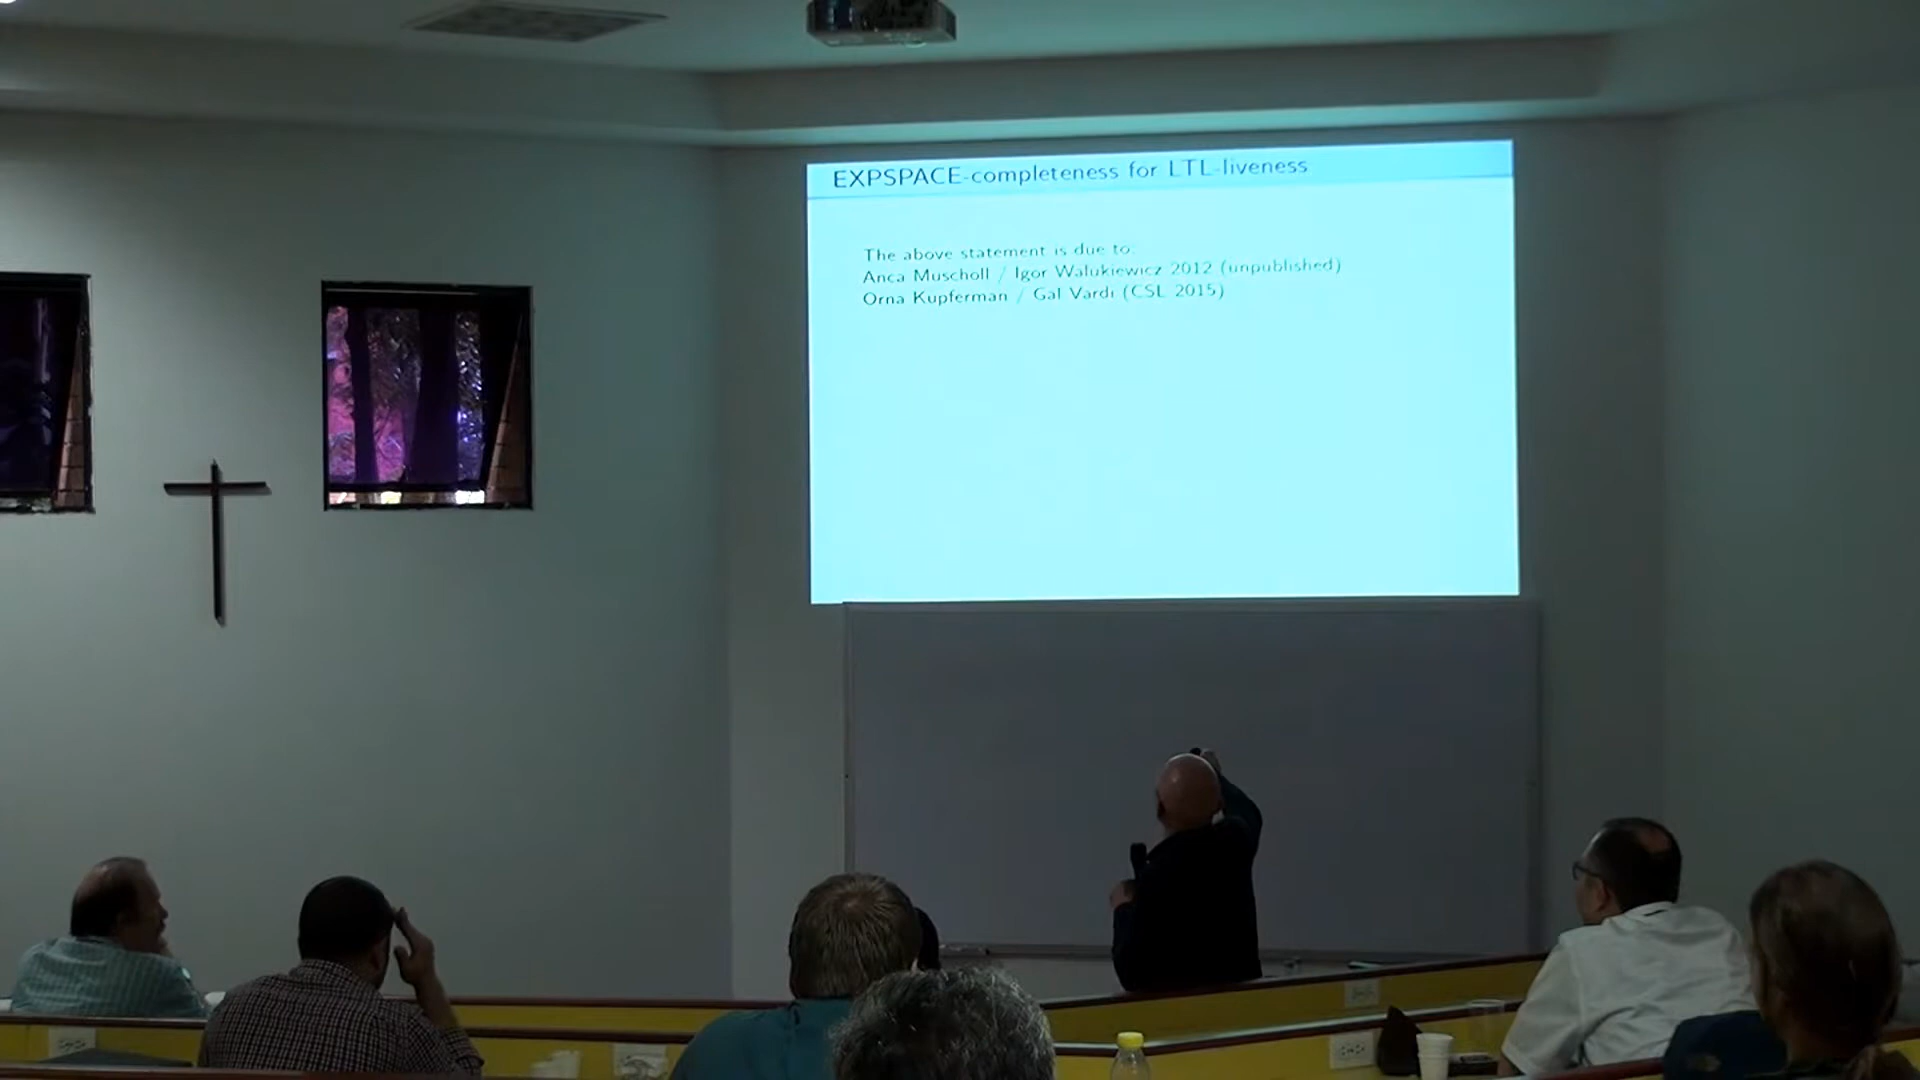 EXPSPACE-completeness for LTL-liveness
The above statement is due to:
Anca Muscholl / Igor Walukiewicz 2012 (unpublished)
Orna Kupferman / Gal Vardi (CSL 2015)